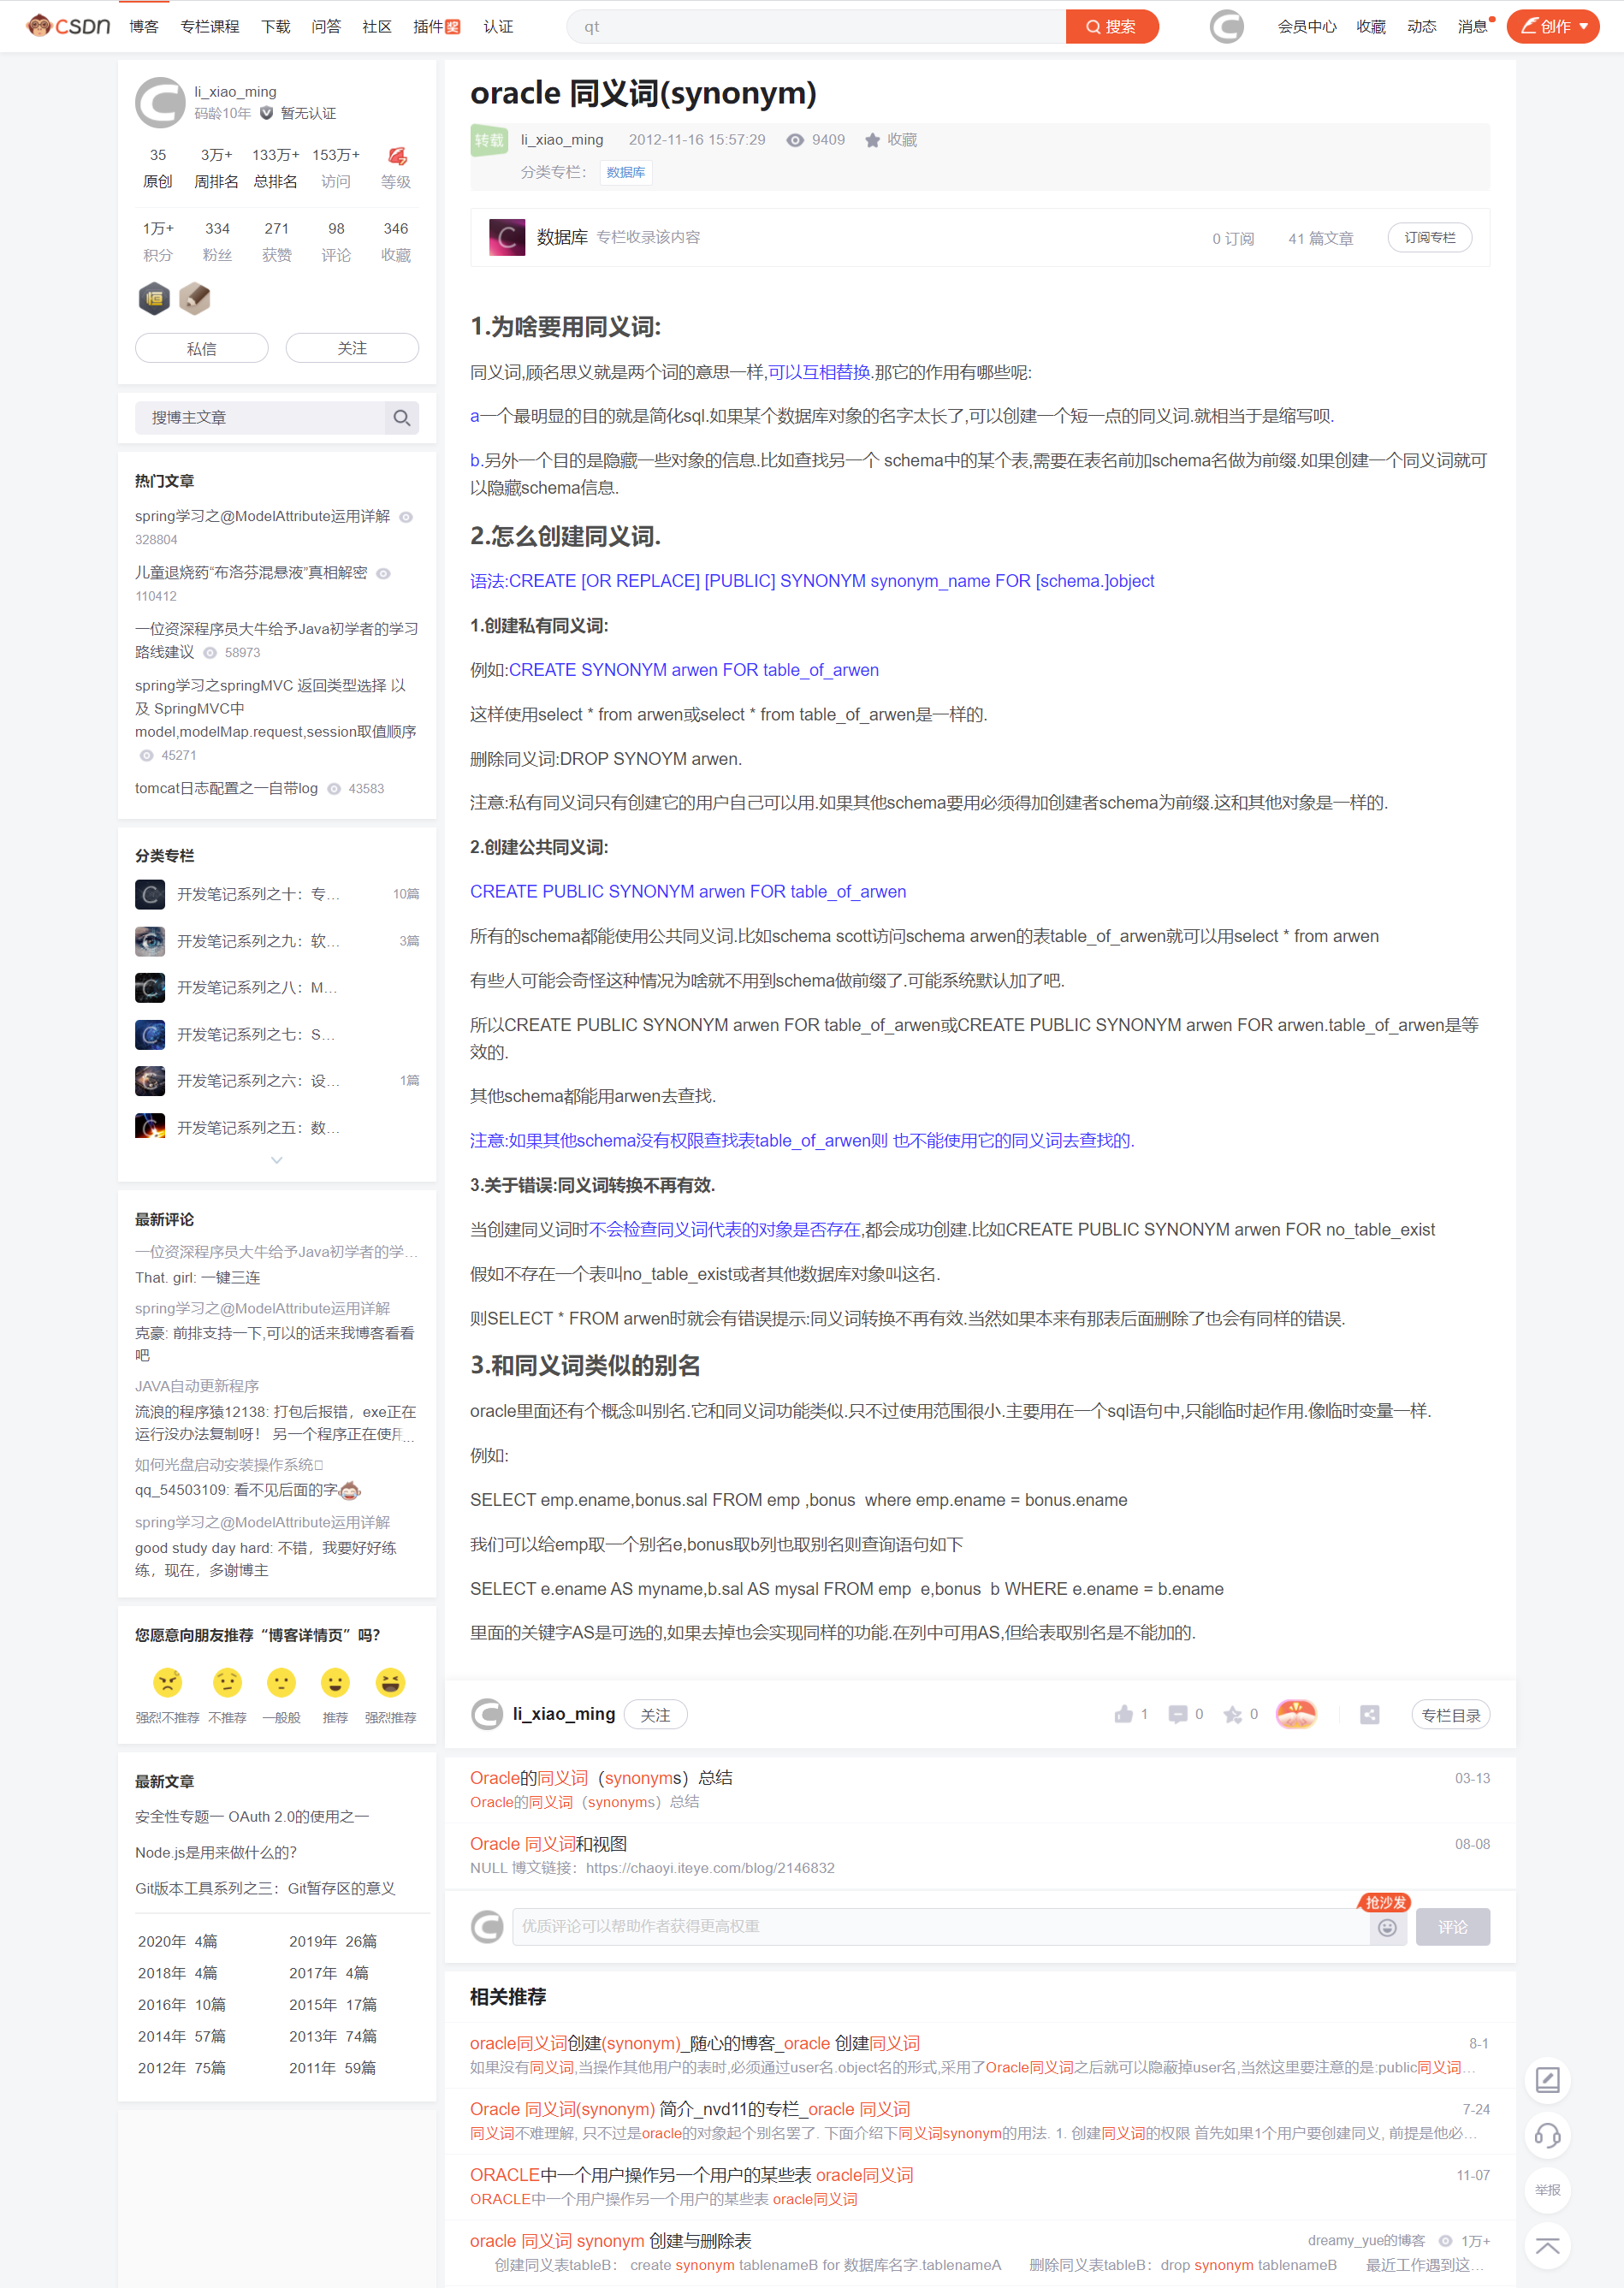 CSDN 博客 专栏课程 下载 问答 社区 插件 奖 认证 qt 搜索 会员中心 收藏 动态 消息 创作
li_xiao_ming
码龄10年 暂无认证
35 3万+ 133万+ 153万+
原创 周排名 总排名 访问 等级
1万+ 334 271 98 346
积分 粉丝 获赞 评论 收藏
恒
私信 关注
搜博主文章
热门文章
spring学习之@ModelAttribute运用详解
328804
儿童退烧药“布洛芬混悬液”真相解密
110412
一位资深程序员大牛给予Java初学者的学习
路线建议 58973
spring学习之springMVC 返回类型选择 以
及 SpringMVC中
model,modelMap.request,session取值顺序
45271
tomcat日志配置之一自带log 43583
分类专栏
开发笔记系列之十：专… 10篇
开发笔记系列之九：软… 3篇
开发笔记系列之八：M…
开发笔记系列之七：S…
开发笔记系列之六：设… 1篇
开发笔记系列之五：数…
最新评论
一位资深程序员大牛给予Java初学者的学…
That. girl: 一键三连
spring学习之@ModelAttribute运用详解
克豪: 前排支持一下,可以的话来我博客看看
吧
JAVA自动更新程序
流浪的程序猿12138: 打包后报错，exe正在
运行没办法复制呀！ 另一个程序正在使用…
如何光盘启动安装操作系统
qq_54503109: 看不见后面的字
spring学习之@ModelAttribute运用详解
good study day hard: 不错，我要好好练
练，现在，多谢博主
您愿意向朋友推荐“博客详情页”吗？
强烈不推荐 不推荐 一般般 推荐 强烈推荐
最新文章
安全性专题一 OAuth 2.0的使用之一
Node.js是用来做什么的?
Git版本工具系列之三：Git暂存区的意义
2020年 4篇 2019年 26篇
2018年 4篇 2017年 4篇
2016年 10篇 2015年 17篇
2014年 57篇 2013年 74篇
2012年 75篇 2011年 59篇
oracle 同义词(synonym)
转载 li_xiao_ming 2012-11-16 15:57:29 9409 收藏
分类专栏： 数据库
数据库 专栏收录该内容 0 订阅 41 篇文章 订阅专栏
1.为啥要用同义词:
同义词,顾名思义就是两个词的意思一样,可以互相替换.那它的作用有哪些呢:
a一个最明显的目的就是简化sql.如果某个数据库对象的名字太长了,可以创建一个短一点的同义词.就相当于是缩写呗.
b.另外一个目的是隐藏一些对象的信息.比如查找另一个 schema中的某个表,需要在表名前加schema名做为前缀.如果创建一个同义词就可
以隐藏schema信息.
2.怎么创建同义词.
语法:CREATE [OR REPLACE] [PUBLIC] SYNONYM synonym_name FOR [schema.]object
1.创建私有同义词:
例如:CREATE SYNONYM arwen FOR table_of_arwen
这样使用select * from arwen或select * from table_of_arwen是一样的.
删除同义词:DROP SYNOYM arwen.
注意:私有同义词只有创建它的用户自己可以用.如果其他schema要用必须得加创建者schema为前缀.这和其他对象是一样的.
2.创建公共同义词:
CREATE PUBLIC SYNONYM arwen FOR table_of_arwen
所有的schema都能使用公共同义词.比如schema scott访问schema arwen的表table_of_arwen就可以用select * from arwen
有些人可能会奇怪这种情况为啥就不用到schema做前缀了.可能系统默认加了吧.
所以CREATE PUBLIC SYNONYM arwen FOR table_of_arwen或CREATE PUBLIC SYNONYM arwen FOR arwen.table_of_arwen是等
效的.
其他schema都能用arwen去查找.
注意:如果其他schema没有权限查找表table_of_arwen则 也不能使用它的同义词去查找的.
3.关于错误:同义词转换不再有效.
当创建同义词时不会检查同义词代表的对象是否存在,都会成功创建.比如CREATE PUBLIC SYNONYM arwen FOR no_table_exist
假如不存在一个表叫no_table_exist或者其他数据库对象叫这名.
则SELECT * FROM arwen时就会有错误提示:同义词转换不再有效.当然如果本来有那表后面删除了也会有同样的错误.
3.和同义词类似的别名
oracle里面还有个概念叫别名.它和同义词功能类似.只不过使用范围很小.主要用在一个sql语句中,只能临时起作用.像临时变量一样.
例如:
SELECT emp.ename,bonus.sal FROM emp ,bonus  where emp.ename = bonus.ename
我们可以给emp取一个别名e,bonus取b列也取别名则查询语句如下
SELECT e.ename AS myname,b.sal AS mysal FROM emp  e,bonus  b WHERE e.ename = b.ename
里面的关键字AS是可选的,如果去掉也会实现同样的功能.在列中可用AS,但给表取别名是不能加的.
li_xiao_ming 关注 1 0 0 专栏目录
Oracle的同义词（synonyms）总结 03-13
Oracle的同义词（synonyms）总结
Oracle 同义词和视图 08-08
NULL 博文链接：https://chaoyi.iteye.com/blog/2146832
抢沙发
优质评论可以帮助作者获得更高权重 评论
相关推荐
oracle同义词创建(synonym)_随心的博客_oracle 创建同义词 8-1
如果没有同义词,当操作其他用户的表时,必须通过user名.object名的形式,采用了Oracle同义词之后就可以隐蔽掉user名,当然这里要注意的是:public同义词…
Oracle 同义词(synonym) 简介_nvd11的专栏_oracle 同义词 7-24
同义词不难理解, 只不过是oracle的对象起个别名罢了. 下面介绍下同义词synonym的用法. 1. 创建同义词的权限 首先如果1个用户要创建同义, 前提是他必…
ORACLE中一个用户操作另一个用户的某些表 oracle同义词 11-07
ORACLE中一个用户操作另一个用户的某些表 oracle同义词
oracle 同义词 synonym 创建与删除表 dreamy_yue的博客 1万+
创建同义表tableB： create synonym tablenameB for 数据库名字.tablenameA 删除同义表tableB：drop synonym tablenameB 最近工作遇到这…
举报